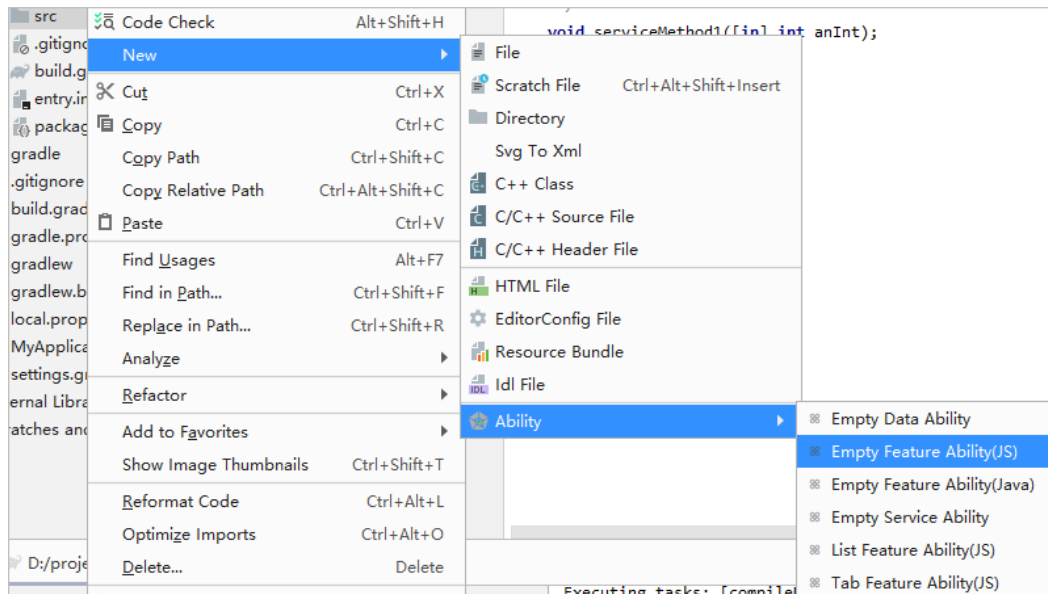 src
.gitigno
build.g
entry.in
packag
gradle
.gitignore
build.grad
gradle.pro
gradlew
gradlew.b
local.prop
MyApplica
settings.gr
ernal Libra
ratches and
D:/proje
Code Check Alt+Shift+H
New
Cut Ctrl+X
Copy Ctrl+C
Copy Path Ctrl+Shift+C
Copy Relative Path Ctrl+Alt+Shift+C
Paste Ctrl+V
Find Usages Alt+F7
Find in Path... Ctrl+Shift+F
Replace in Path... Ctrl+Shift+R
Analyze
Refactor
Add to Favorites
Show Image Thumbnails Ctrl+Shift+T
Reformat Code Ctrl+Alt+L
Optimize Imports Ctrl+Alt+O
Delete... Delete
void serviceMethod1([in] int anInt);
File
Scratch File Ctrl+Alt+Shift+Insert
Directory
Svg To Xml
C++ Class
C/C++ Source File
C/C++ Header File
HTML File
EditorConfig File
Resource Bundle
Idl File
Ability
Empty Data Ability
Empty Feature Ability(JS)
Empty Feature Ability(Java)
Empty Service Ability
List Feature Ability(JS)
Tab Feature Ability(JS)
Executing tasks: [compile